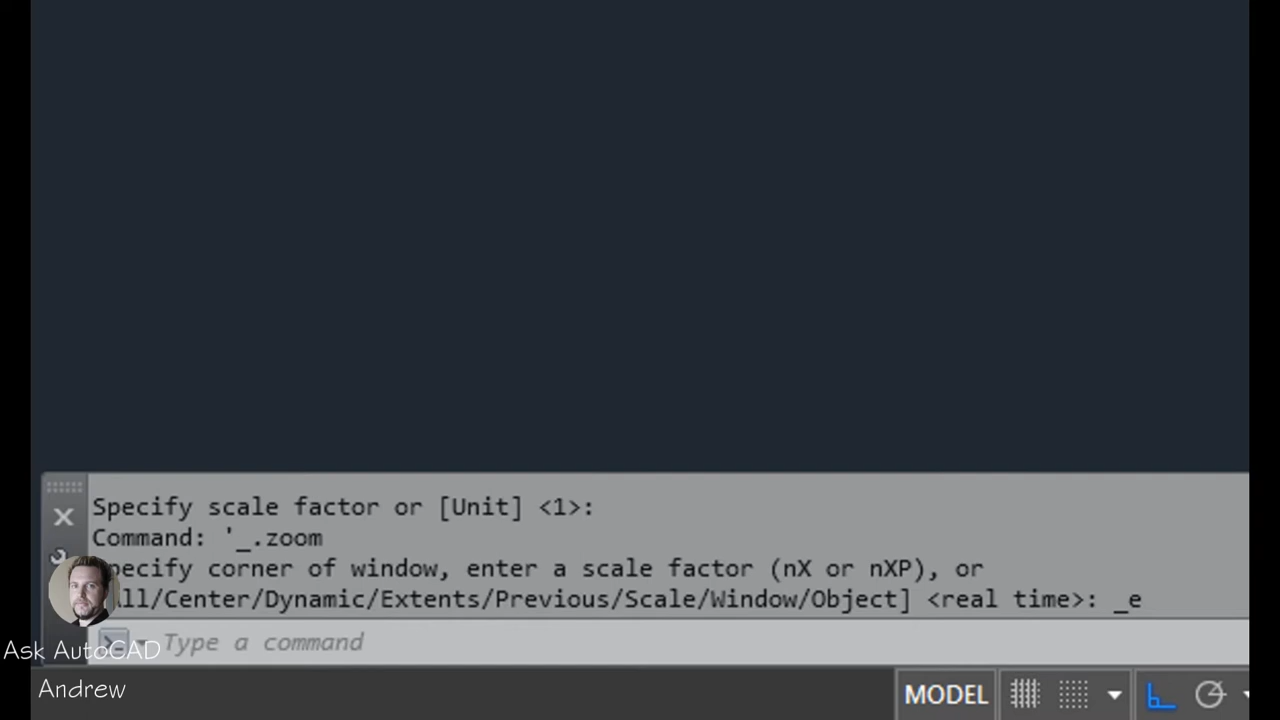 Specify scale factor or [Unit] <1>:
Command: '_.zoom
pecify corner of window, enter a scale factor (nX or nXP), or
ll/Center/Dynamic/Extents/Previous/Scale/Window/Object] <real time>: _e
Type a command
Ask AutoCAD
Andrew
MODEL